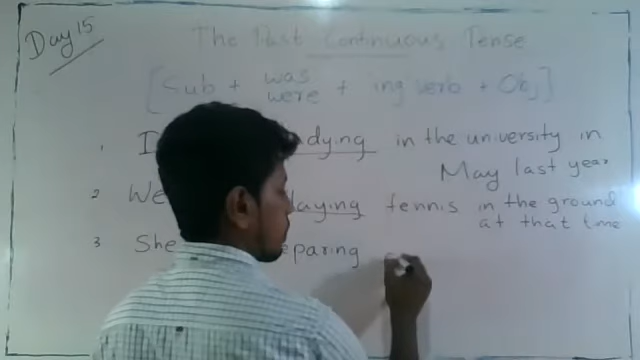 Day 15
The Past Continuous Tense
[Sub + was/were + ing verb + Obj]
1 I dying in the university in
May last year
2 We laying tennis in the ground
at that time
3 She eparing